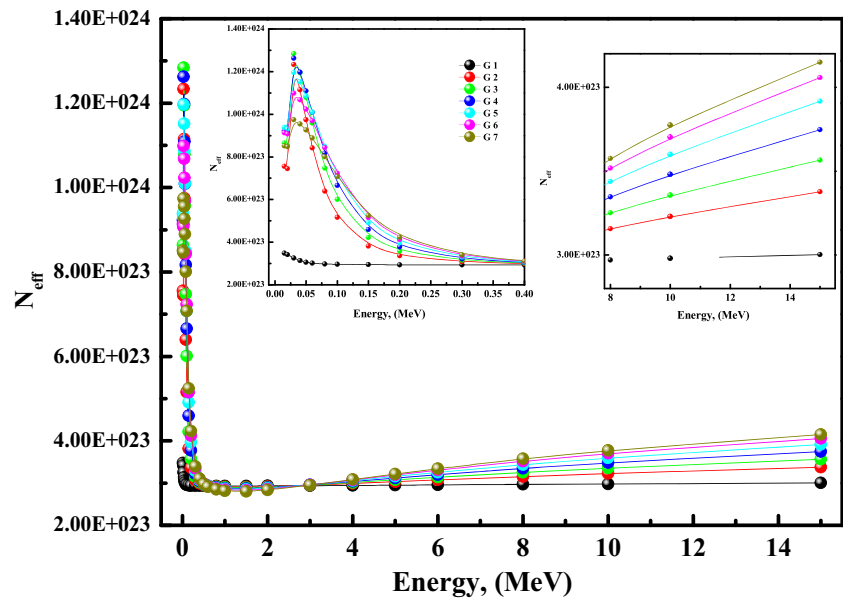 1.40E+024
1.20E+024
1.00E+024
8.00E+023
6.00E+023
4.00E+023
2.00E+023
N_eff
0 2 4 6 8 10 12 14
Energy, (MeV)
1.40E+024
1.20E+024
1.00E+024
8.00E+023
6.00E+023
4.00E+023
2.00E+023
N_eff
0.00 0.05 0.10 0.15 0.20 0.25 0.30 0.35 0.40
Energy, (MeV)
G 1
G 2
G 3
G 4
G 5
G 6
G 7
4.00E+023
3.00E+023
N_eff
8 10 12 14
Energy, (MeV)